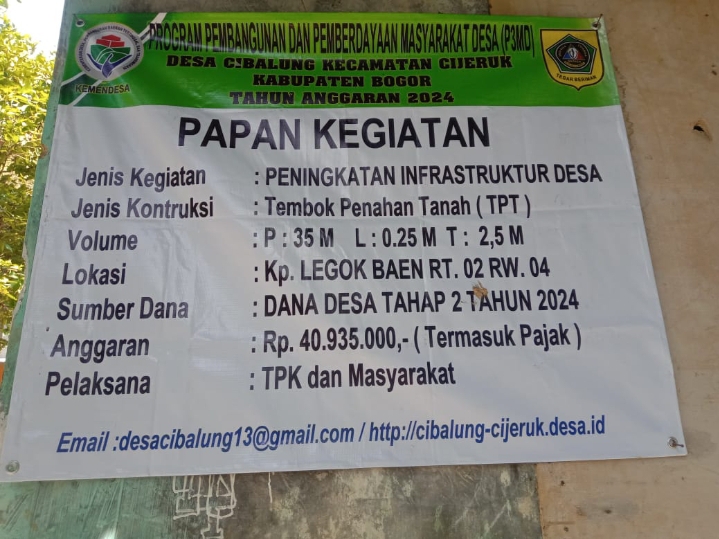 PROGRAM PEMBANGUNAN DAN PEMBERDAYAAN MASYARAKAT DESA (P3MD)
DESA CIBALUNG KECAMATAN CIJERUK
KABUPATEN BOGOR
TAHUN ANGGARAN 2024
KEMENDESA
TEGAR BERIMAN
PAPAN KEGIATAN
Jenis Kegiatan : PENINGKATAN INFRASTRUKTUR DESA
Jenis Kontruksi : Tembok Penahan Tanah ( TPT )
Volume : P : 35 M L : 0.25 M T : 2,5 M
Lokasi : Kp. LEGOK BAEN RT. 02 RW. 04
Sumber Dana : DANA DESA TAHAP 2 TAHUN 2024
Anggaran : Rp. 40.935.000,- ( Termasuk Pajak )
Pelaksana : TPK dan Masyarakat
Email :desacibalung13@gmail.com / http://cibalung-cijeruk.desa.id